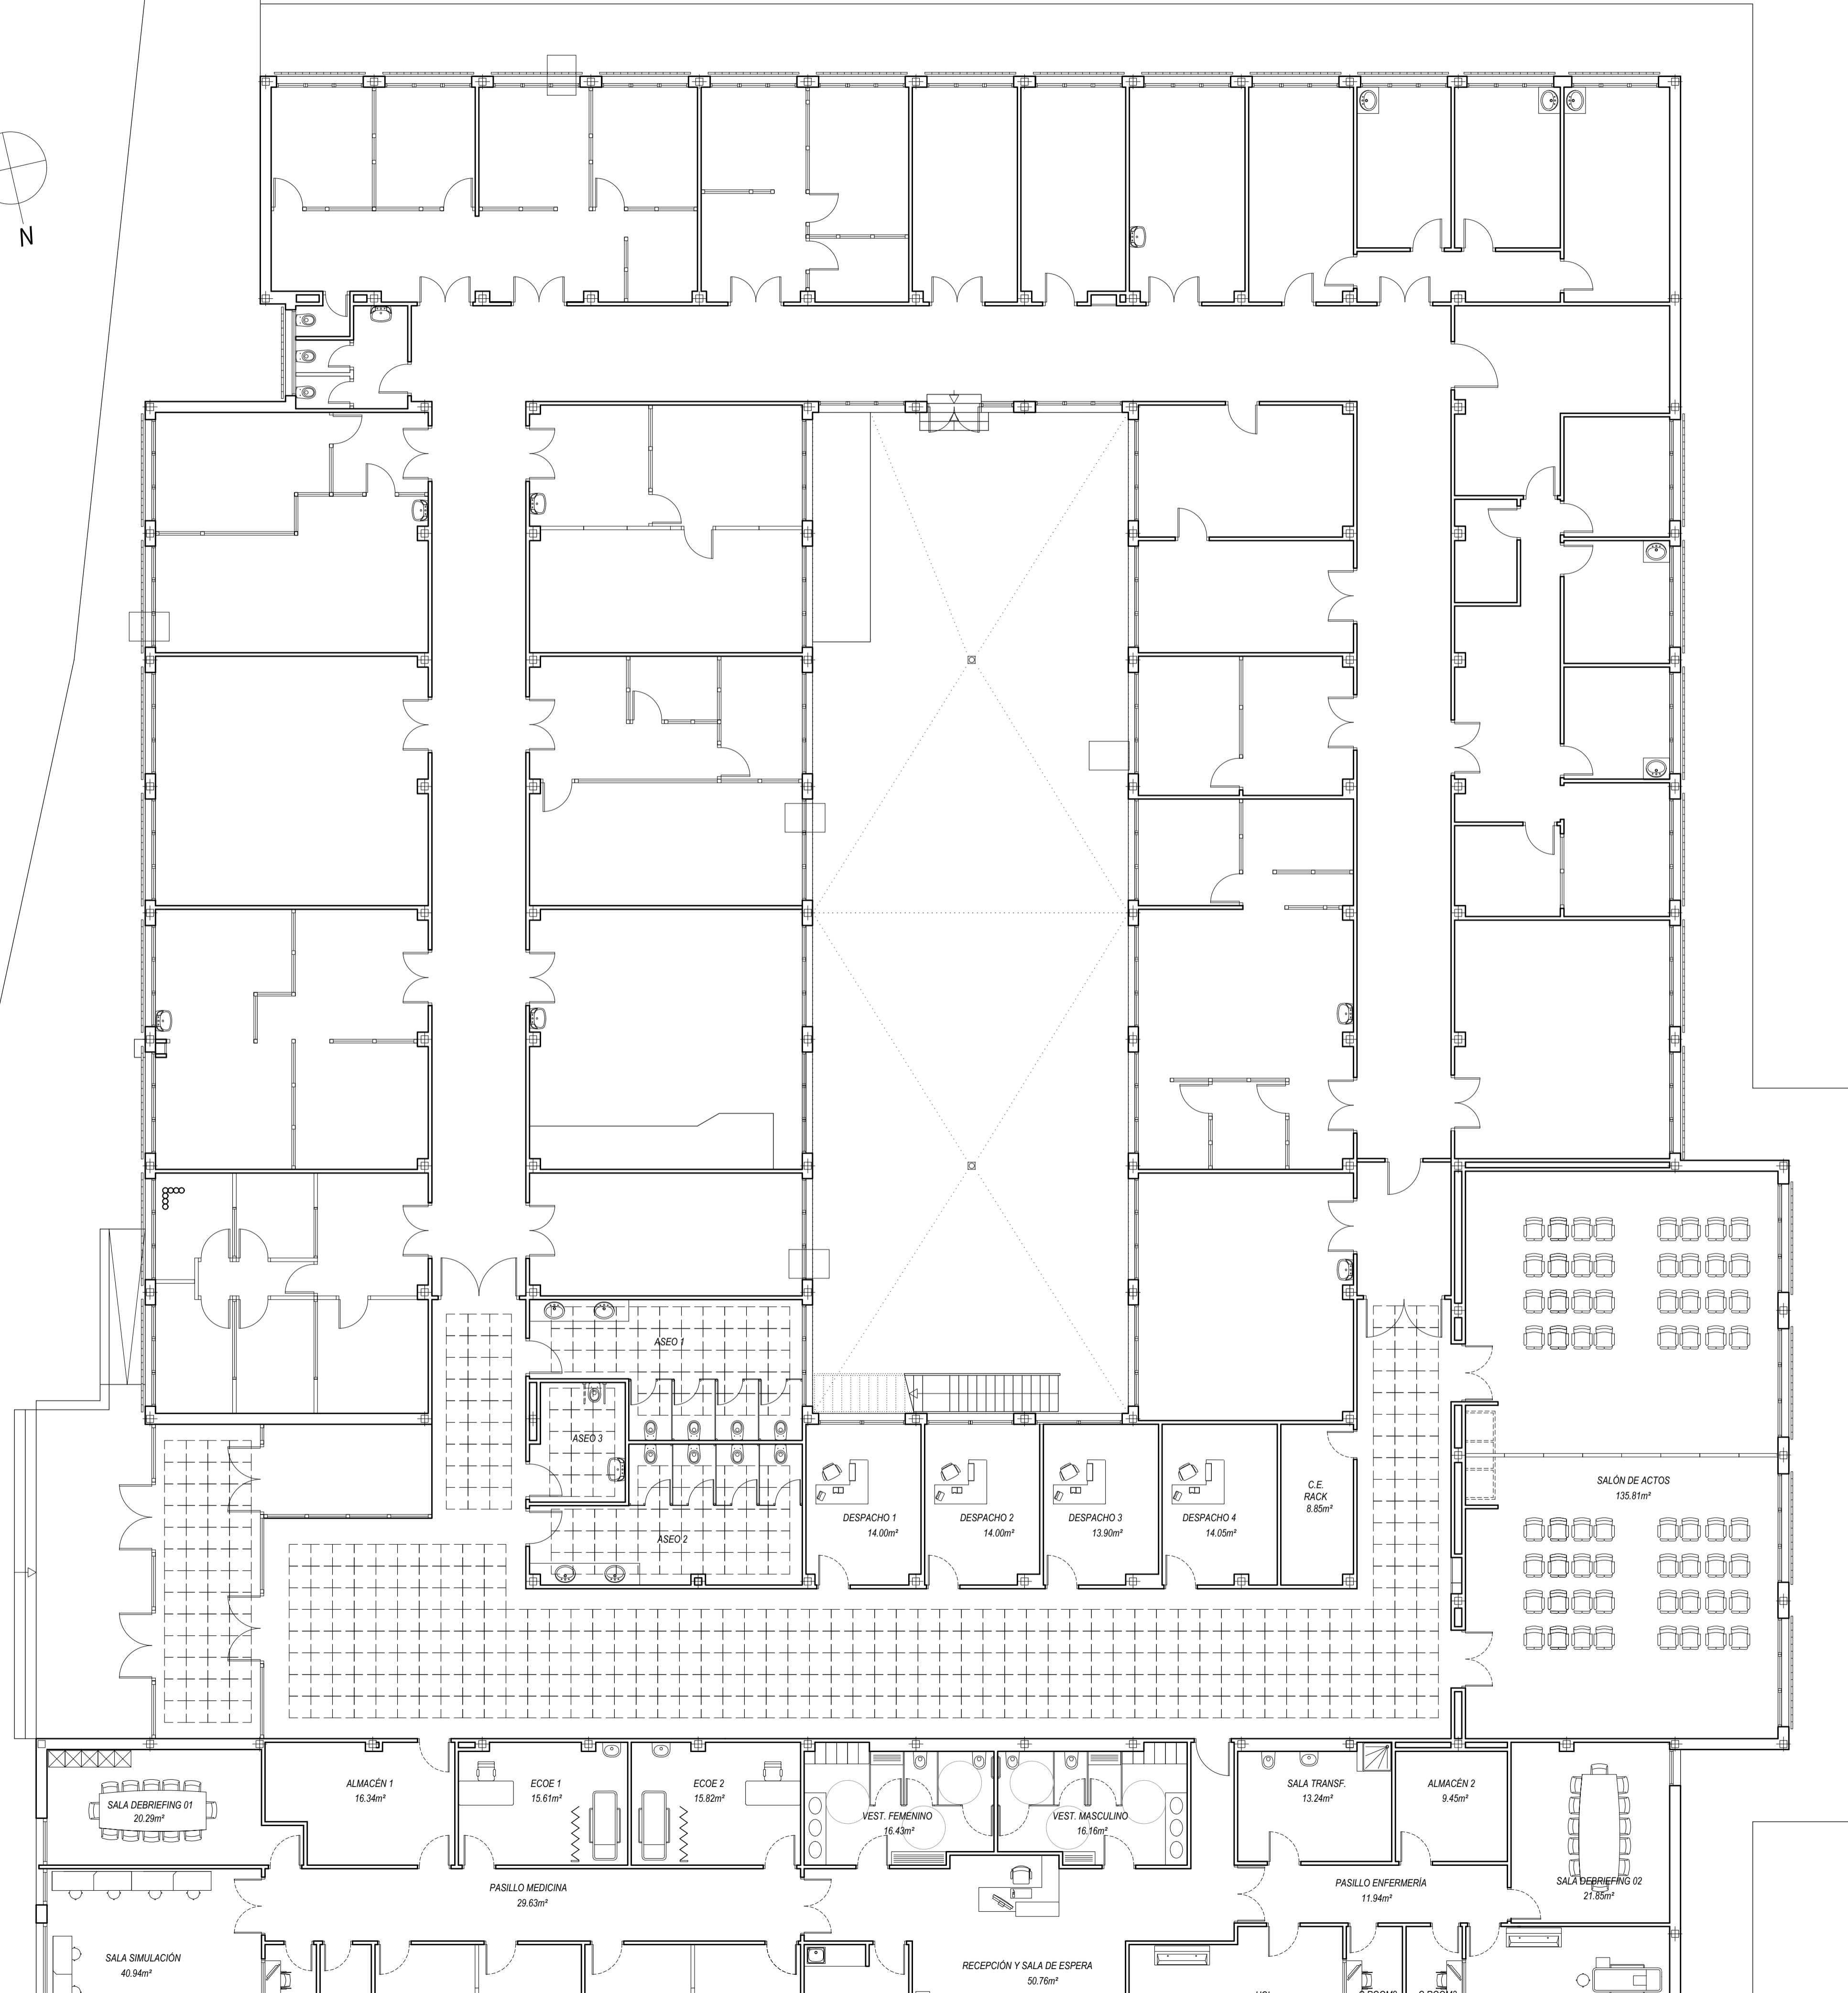 N
ASEO 1
ASEO 3
ASEO 2
DESPACHO 1
14.00m²
DESPACHO 2
14.00m²
DESPACHO 3
13.90m²
DESPACHO 4
14.05m²
C.E.
RACK
8.85m²
SALÓN DE ACTOS
135.81m²
SALA DEBRIEFING 01
20.29m²
ALMACÉN 1
16.34m²
ECOE 1
15.61m²
ECOE 2
15.82m²
VEST. FEMENINO
16.43m²
VEST. MASCULINO
16.16m²
SALA TRANSF.
13.24m²
ALMACÉN 2
9.45m²
SALA DEBRIEFING 02
21.85m²
PASILLO MEDICINA
29.63m²
PASILLO ENFERMERÍA
11.94m²
SALA SIMULACIÓN
40.94m²
RECEPCIÓN Y SALA DE ESPERA
50.76m²